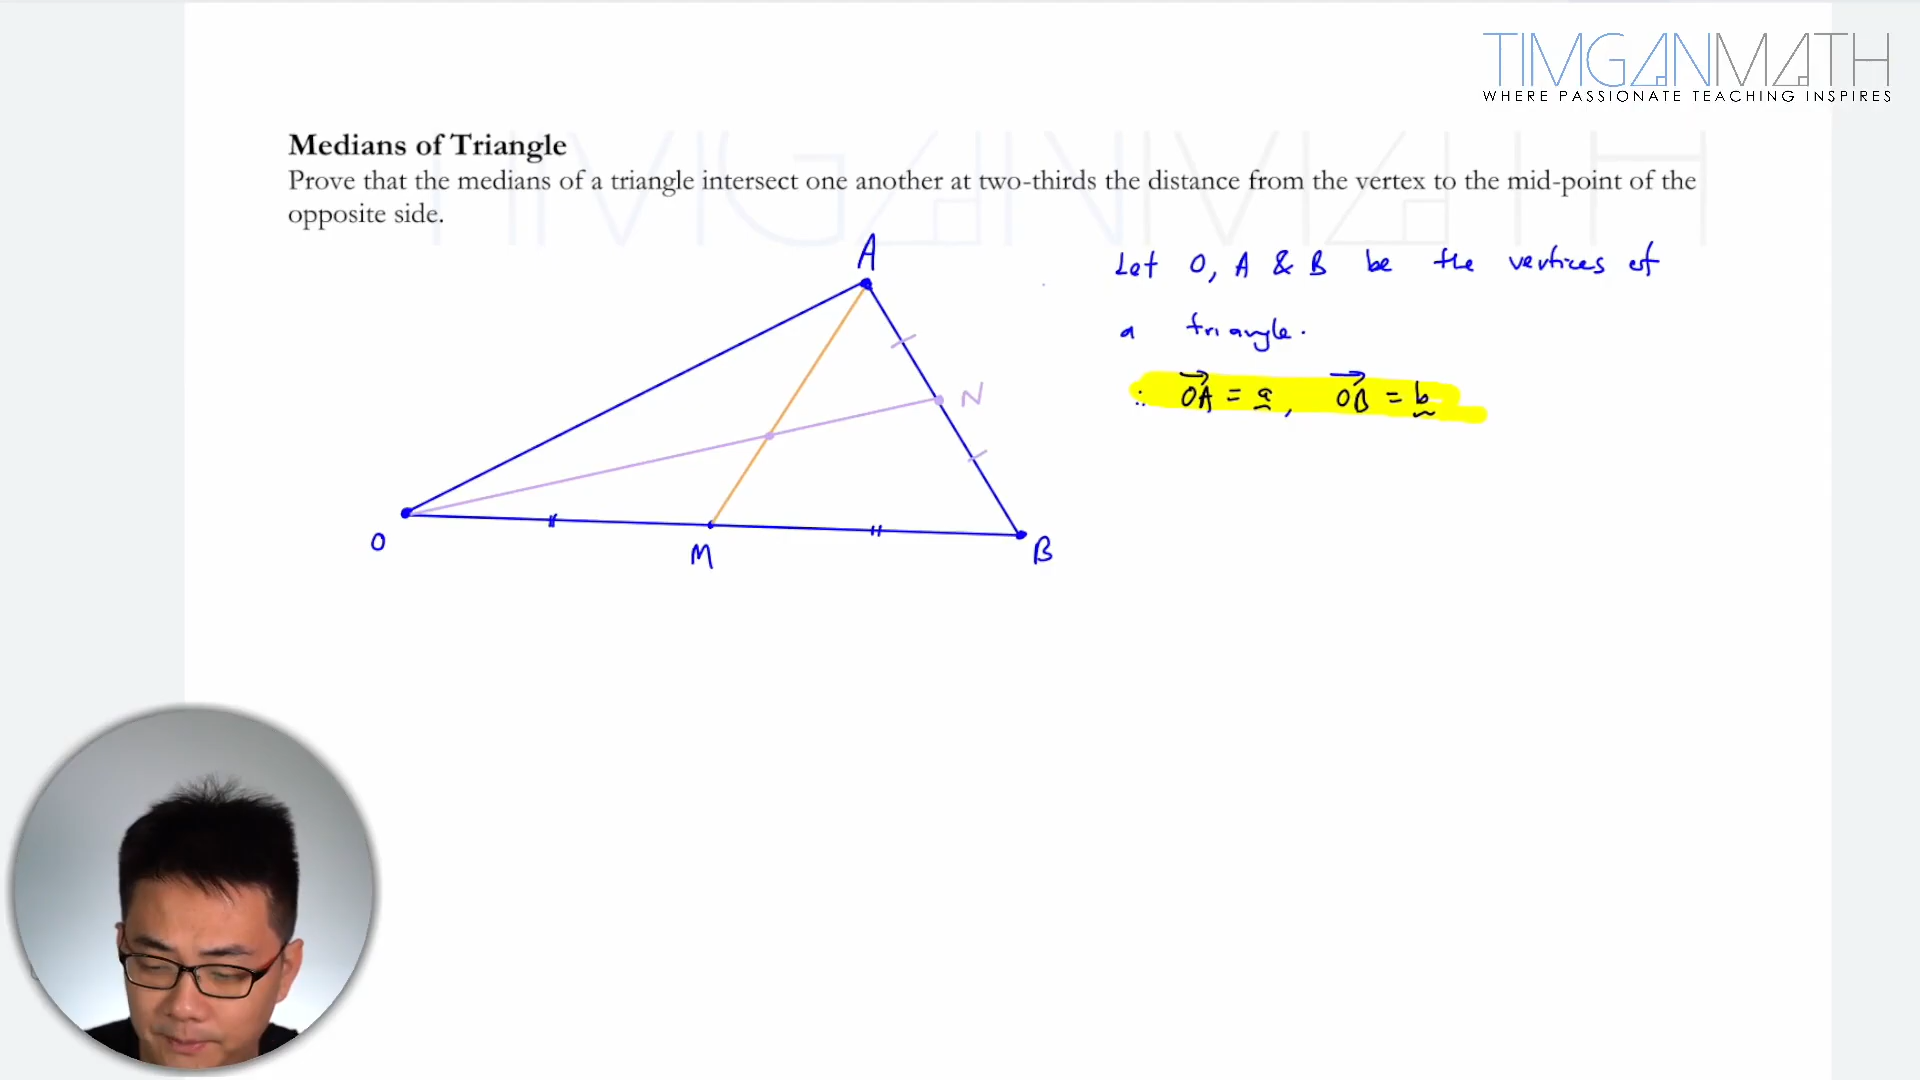 TIMGANMATH
WHERE PASSIONATE TEACHING INSPIRES
Medians of Triangle
Prove that the medians of a triangle intersect one another at two-thirds the distance from the vertex to the mid-point of the
opposite side.
A
Let O, A & B be the vertices of
a triangle.
∴ OA = a, OB = b
N
O
M
B